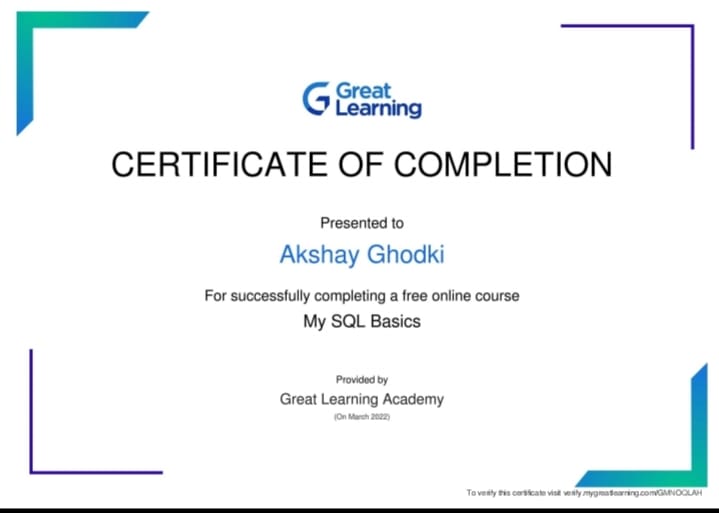 Great
Learning
CERTIFICATE OF COMPLETION
Presented to
Akshay Ghodki
For successfully completing a free online course
My SQL Basics
Provided by
Great Learning Academy
(On March 2022)
To verify this certificate visit verify.mygreatlearning.com/GMNOQLAH